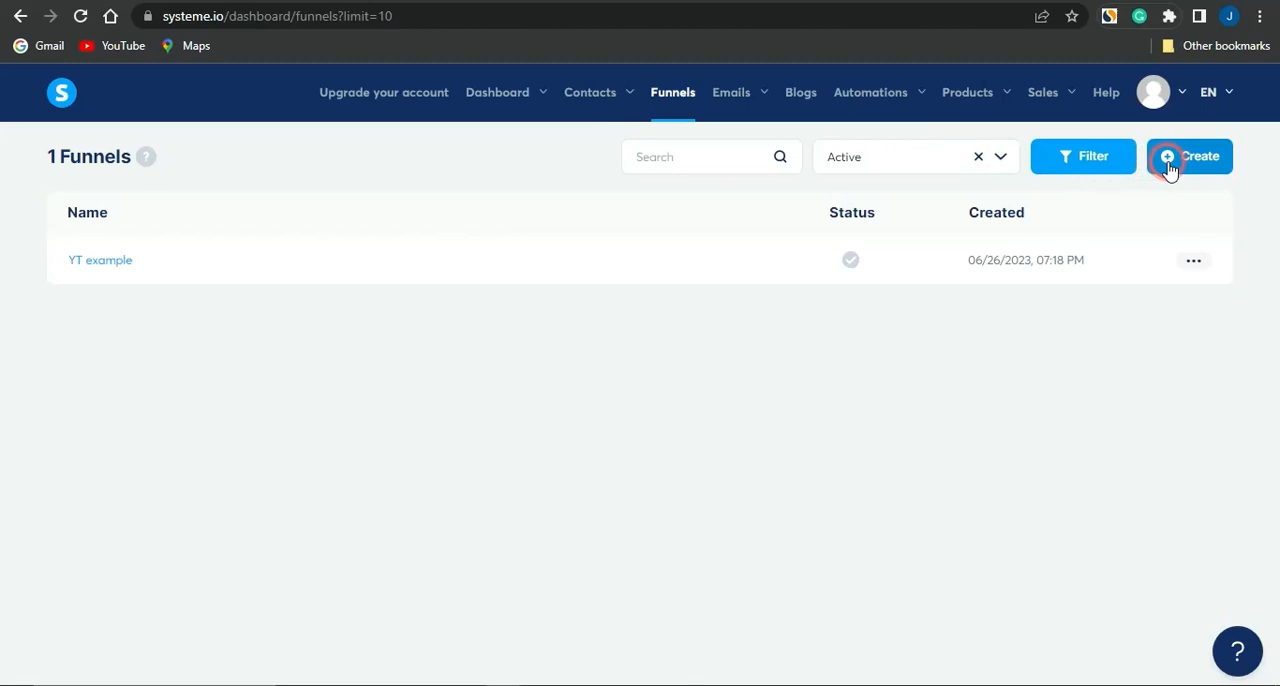 systeme.io/dashboard/funnels?limit=10
J
Gmail
YouTube
Maps
Other bookmarks
S
Upgrade your account
Dashboard
Contacts
Funnels
Emails
Blogs
Automations
Products
Sales
Help
EN
1 Funnels ?
Search
Active
Filter
Create
Name
Status
Created
YT example
06/26/2023, 07:18 PM
?